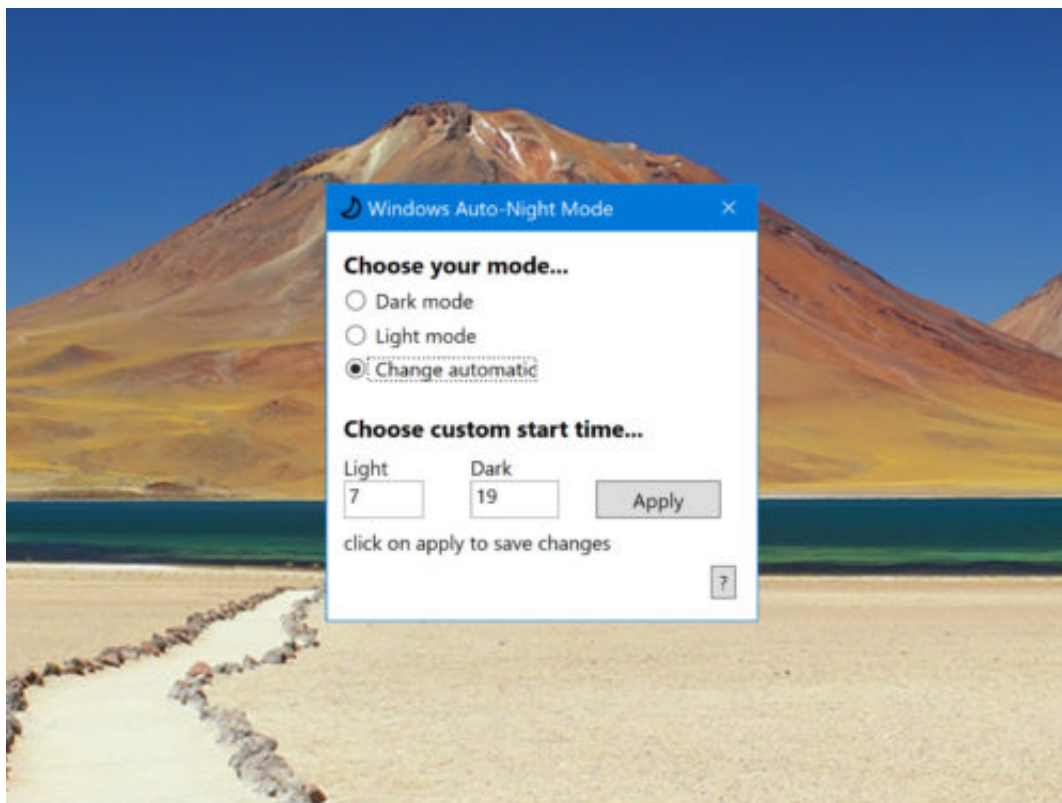 Windows Auto-Night Mode
Choose your mode...
Dark mode
Light mode
Change automatic
Choose custom start time...
Light Dark
7 19 Apply
click on apply to save changes
?